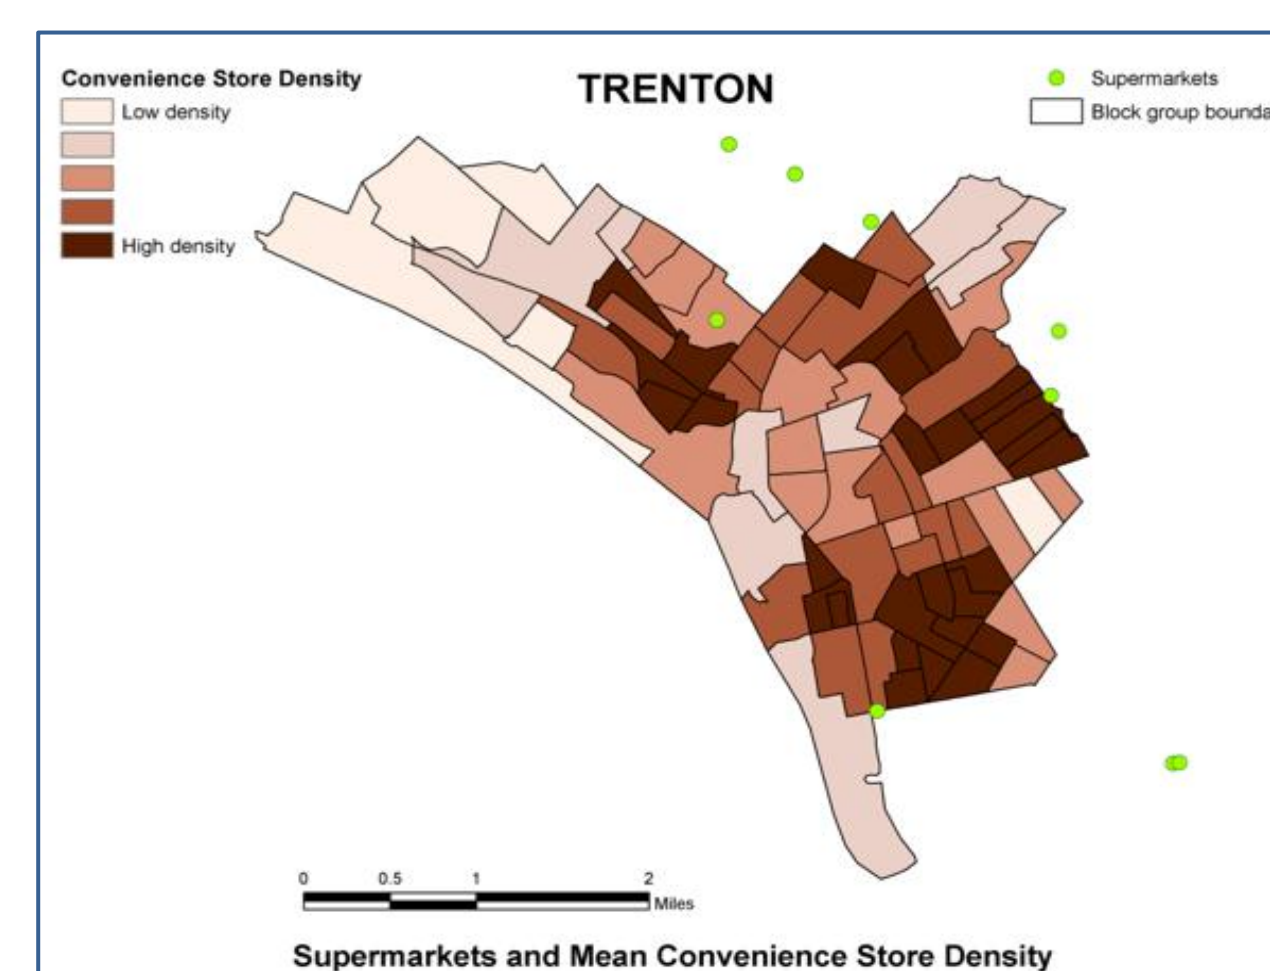 TRENTON
Convenience Store Density
Low density
High density
Supermarkets
Block group bounda
0 0.5 1 2
Miles
Supermarkets and Mean Convenience Store Density